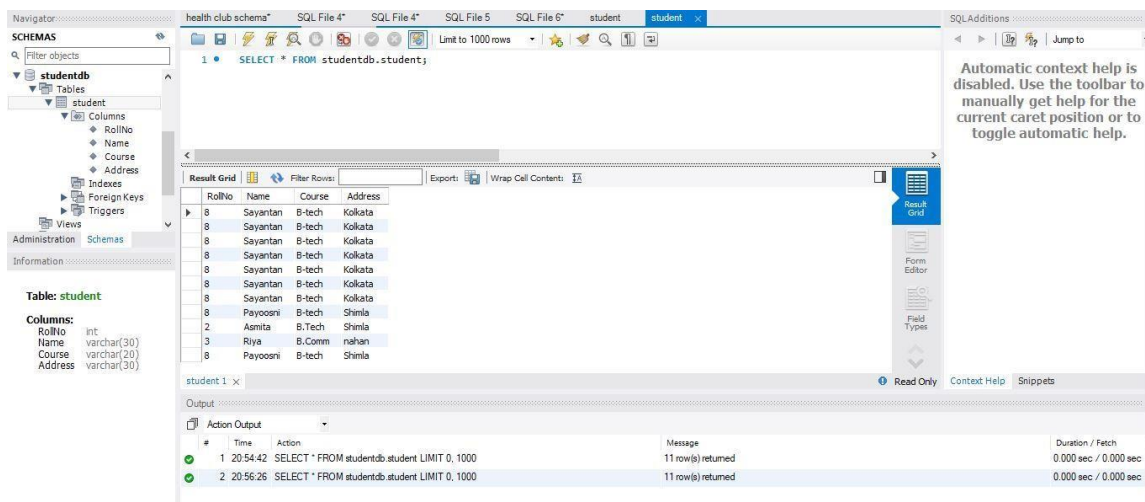 Navigator
SCHEMAS
Filter objects
studentdb
Tables
student
Columns
RollNo
Name
Course
Address
Indexes
Foreign Keys
Triggers
Views
Administration Schemas
Information
Table: student
Columns:
RollNo int
Name varchar(30)
Course varchar(20)
Address varchar(30)
health club schema* SQL File 4* SQL File 4* SQL File 5 SQL File 6* student student
Limit to 1000 rows
1 SELECT * FROM studentdb.student;
Result Grid Filter Rows: Export: Wrap Cell Content:
RollNo Name Course Address
8 Sayantan B-tech Kolkata
8 Sayantan B-tech Kolkata
8 Sayantan B-tech Kolkata
8 Sayantan B-tech Kolkata
8 Sayantan B-tech Kolkata
8 Sayantan B-tech Kolkata
8 Sayantan B-tech Kolkata
8 Payoosni B-tech Shimla
2 Asmita B.Tech Shimla
3 Riya B.Comm nahan
8 Payoosni B-tech Shimla
Result
Grid
Form
Editor
Field
Types
student 1 Read Only
Output
Action Output
# Time Action Message Duration / Fetch
1 20:54:42 SELECT * FROM studentdb.student LIMIT 0, 1000 11 row(s) returned 0.000 sec / 0.000 sec
2 20:56:26 SELECT * FROM studentdb.student LIMIT 0, 1000 11 row(s) returned 0.000 sec / 0.000 sec
SQLAdditions
Jump to
Automatic context help is
disabled. Use the toolbar to
manually get help for the
current caret position or to
toggle automatic help.
Context Help Snippets